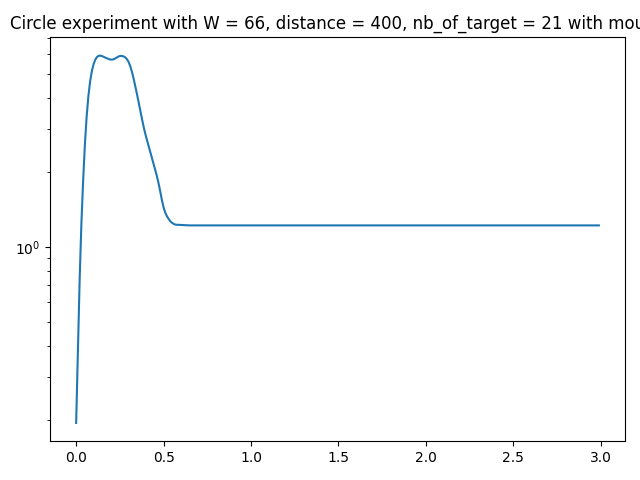 Circle experiment with W = 66, distance = 400, nb_of_target = 21 with mou
10⁰
0.0 0.5 1.0 1.5 2.0 2.5 3.0